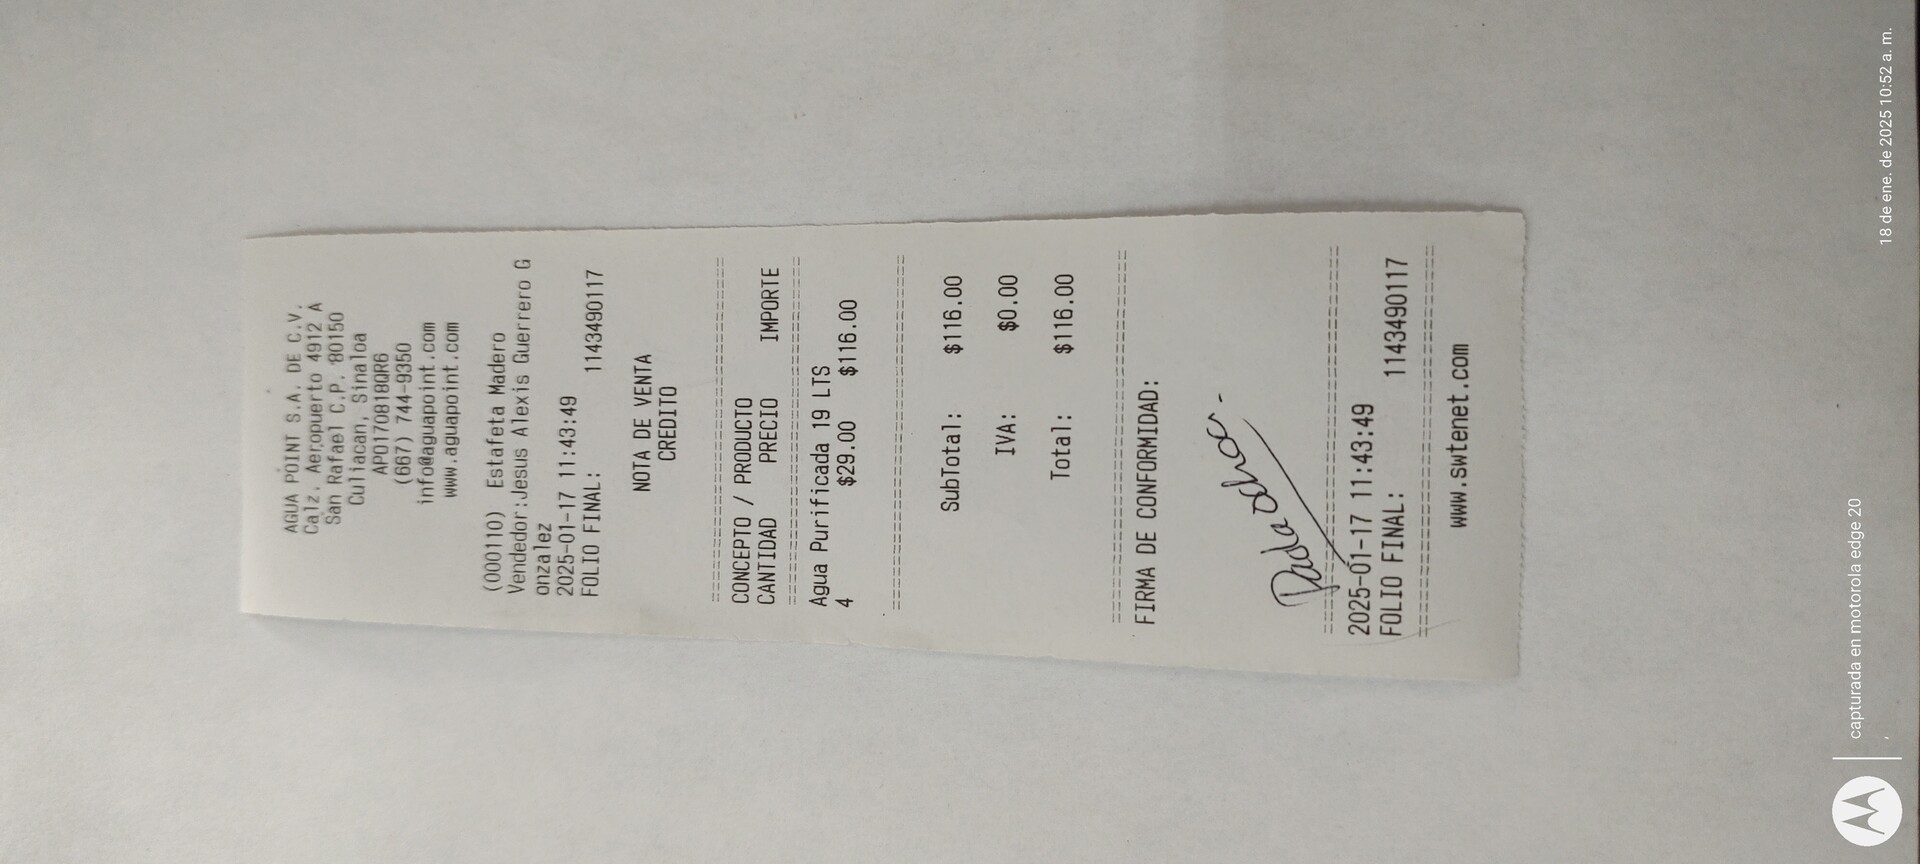 AGUA POINT S.A. DE C.V.
Calz. Aeropuerto 4912 A
San Rafael C.P. 80150
Culiacan, Sinaloa
APO170818QR6
(667) 744-9350
info@aguapoint.com
www.aguapoint.com
(000110) Estafeta Madero
Vendedor:Jesus Alexis Guerrero G
onzalez
2025-01-17 11:43:49
FOLIO FINAL: 1143490117
NOTA DE VENTA
CREDITO
CONCEPTO / PRODUCTO
CANTIDAD PRECIO IMPORTE
Agua Purificada 19 LTS
4 $29.00 $116.00
SubTotal: $116.00
IVA: $0.00
Total: $116.00
FIRMA DE CONFORMIDAD:
2025-01-17 11:43:49
FOLIO FINAL: 1143490117
www.swtenet.com
capturada en motorola edge 20
18 de ene. de 2025 10:52 a. m.